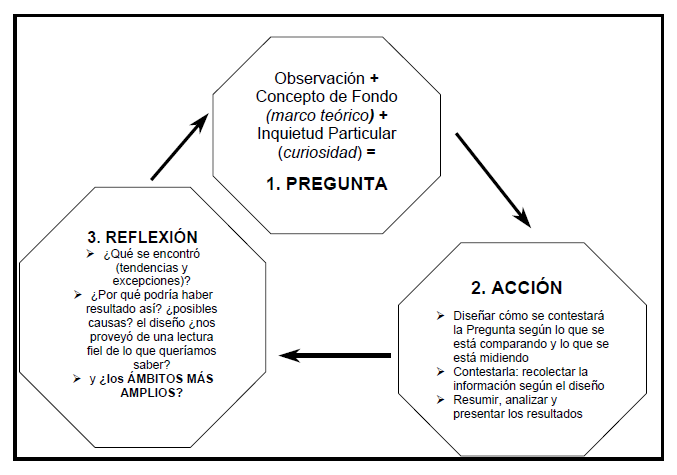 Observación +
Concepto de Fondo
(marco teórico) +
Inquietud Particular
(curiosidad) =
1. PREGUNTA
2. ACCIÓN
➢ Diseñar cómo se contestará
la Pregunta según lo que se
está comparando y lo que se
está midiendo
➢ Contestarla: recolectar la
información según el diseño
➢ Resumir, analizar y
presentar los resultados
3. REFLEXIÓN
➢ ¿Qué se encontró
(tendencias y
excepciones)?
➢ ¿Por qué podría haber
resultado así? ¿posibles
causas? el diseño ¿nos
proveyó de una lectura
fiel de lo que queríamos
saber?
➢ y ¿los ÁMBITOS MÁS
AMPLIOS?